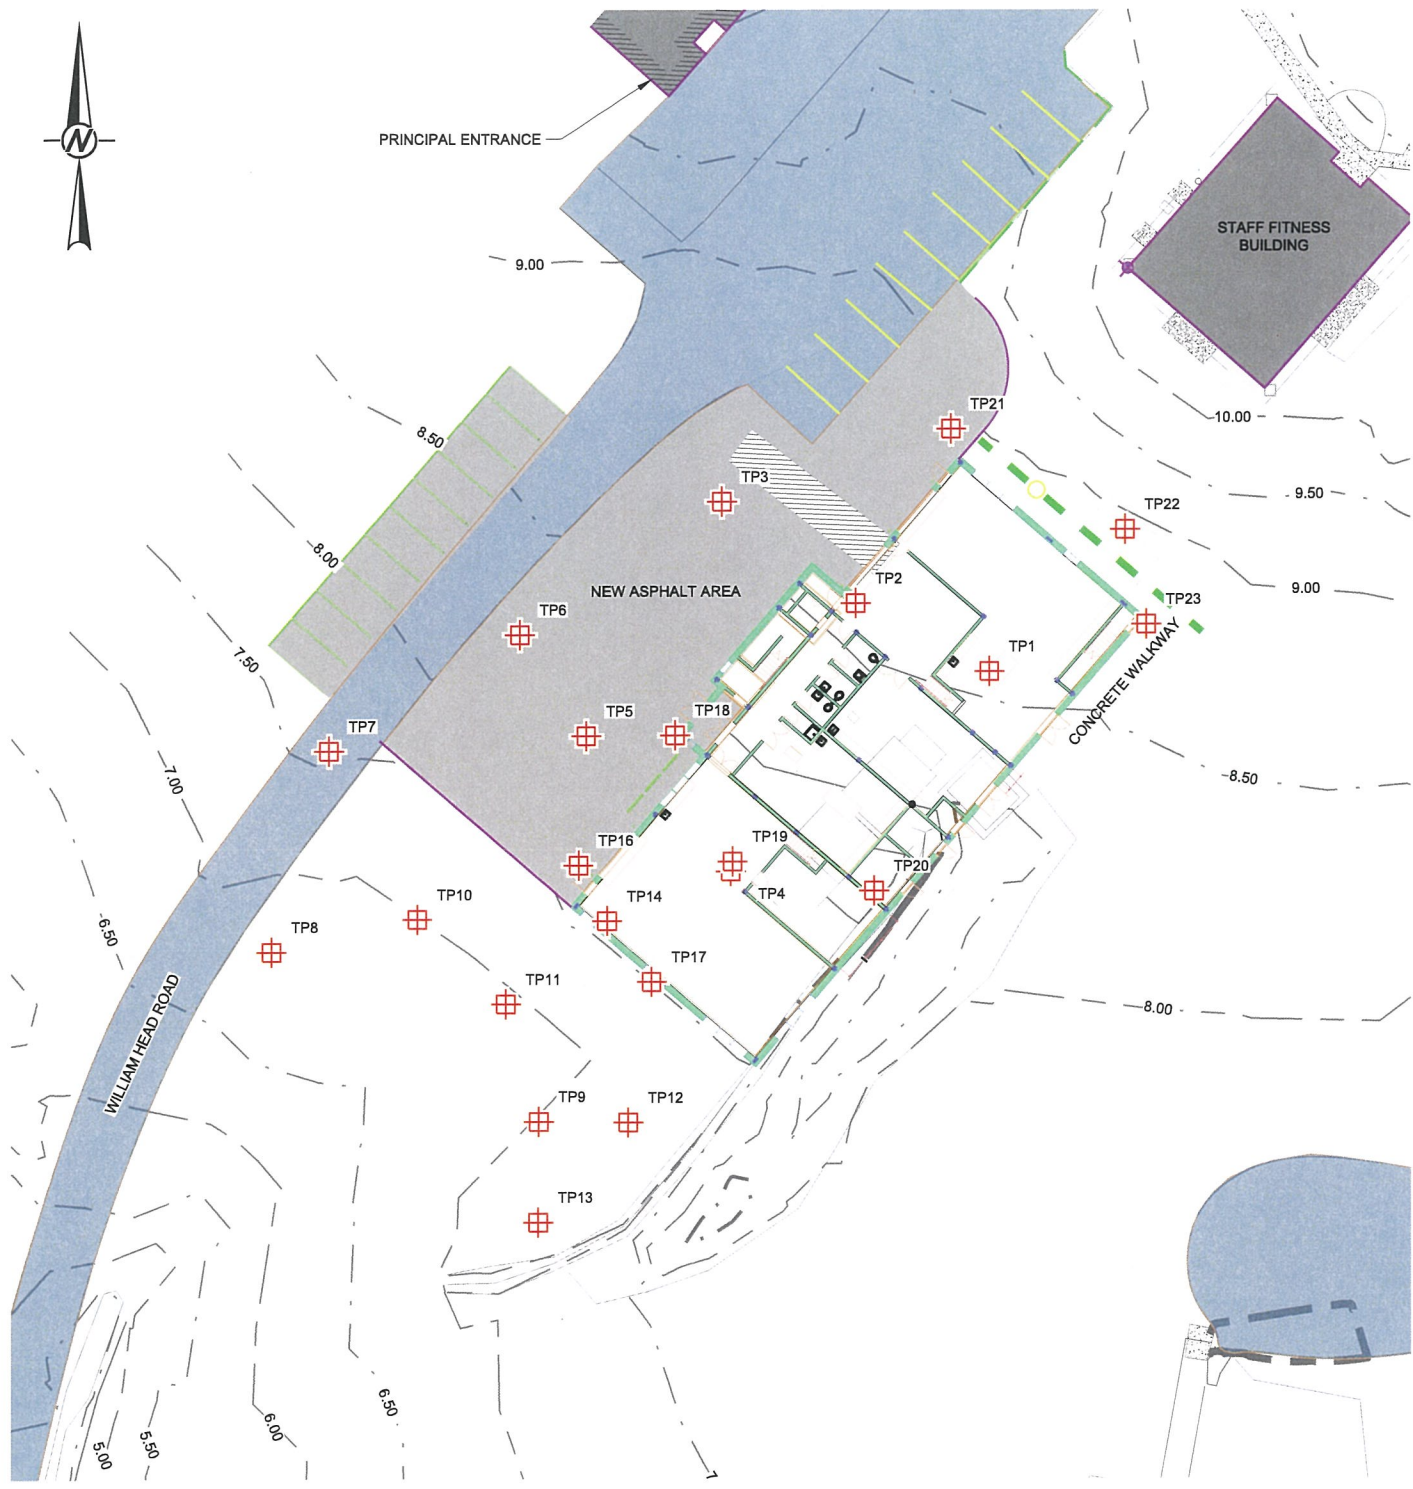 N
PRINCIPAL ENTRANCE
STAFF FITNESS
BUILDING
9.00
10.00
TP21
8.50
TP3
9.50
TP22
8.00
NEW ASPHALT AREA
TP2
9.00
TP6
TP23
7.50
TP1
CONCRETE WALKWAY
TP7
TP5
TP18
7.00
8.50
TP16
TP19
TP20
TP10
TP14
TP4
TP8
6.50
TP17
TP11
8.00
WILLIAM HEAD ROAD
TP9
TP12
TP13
6.50
6.00
5.50
5.00
7